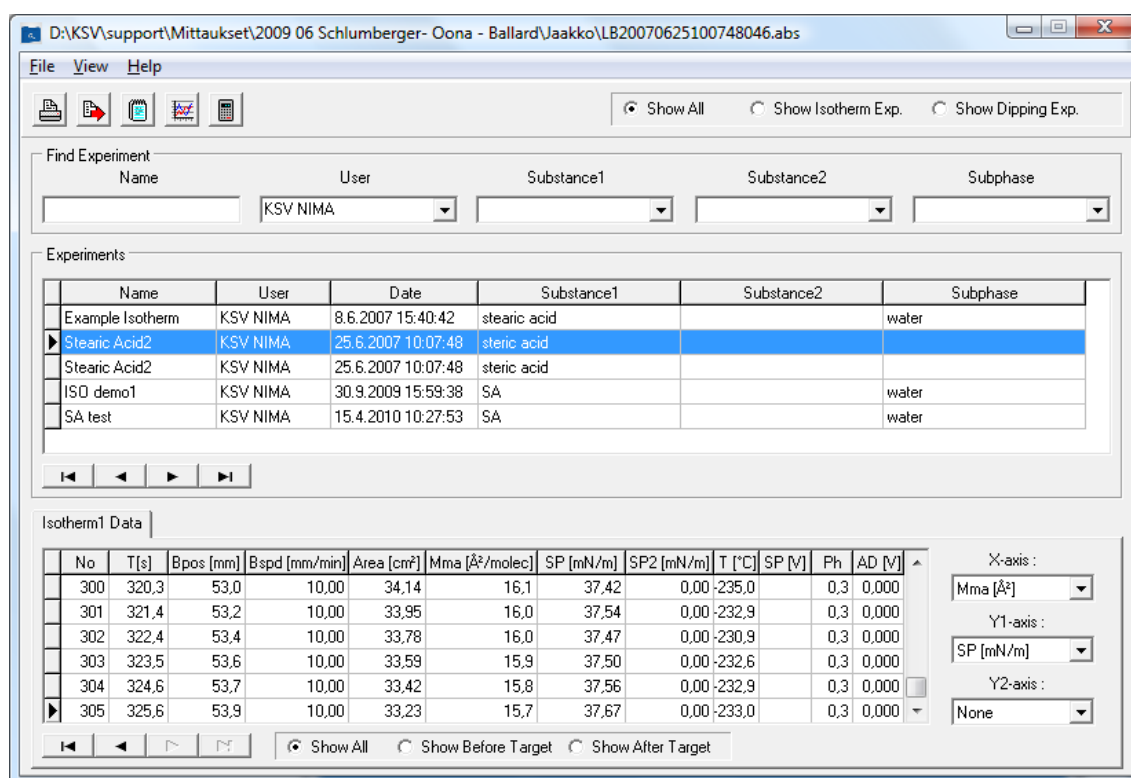 D:\KSV\support\Mittaukset\2009 06 Schlumberger- Oona - Ballard\Jaakko\LB20070625100748046.abs
File View Help
Show All Show Isotherm Exp. Show Dipping Exp.
Find Experiment
Name User Substance1 Substance2 Subphase
KSV NIMA
Experiments
Name User Date Substance1 Substance2 Subphase
Example Isotherm KSV NIMA 8.6.2007 15:40:42 stearic acid water
Stearic Acid2 KSV NIMA 25.6.2007 10:07:48 steric acid
Stearic Acid2 KSV NIMA 25.6.2007 10:07:48 steric acid
ISO demo1 KSV NIMA 30.9.2009 15:59:38 SA water
SA test KSV NIMA 15.4.2010 10:27:53 SA water
Isotherm1 Data
No T[s] Bpos [mm] Bspd [mm/min] Area [cm²] Mma [Å²/molec] SP [mN/m] SP2 [mN/m] T [°C] SP [V] Ph AD [V]
300 320,3 53,0 10,00 34,14 16,1 37,42 0,00 -235,0 0,3 0,000
301 321,4 53,2 10,00 33,95 16,0 37,54 0,00 -232,9 0,3 0,000
302 322,4 53,4 10,00 33,78 16,0 37,47 0,00 -230,9 0,3 0,000
303 323,5 53,6 10,00 33,59 15,9 37,50 0,00 -232,6 0,3 0,000
304 324,6 53,7 10,00 33,42 15,8 37,56 0,00 -232,9 0,3 0,000
305 325,6 53,9 10,00 33,23 15,7 37,67 0,00 -233,0 0,3 0,000
X-axis :
Mma [Å²]
Y1-axis :
SP [mN/m]
Y2-axis :
None
Show All Show Before Target Show After Target